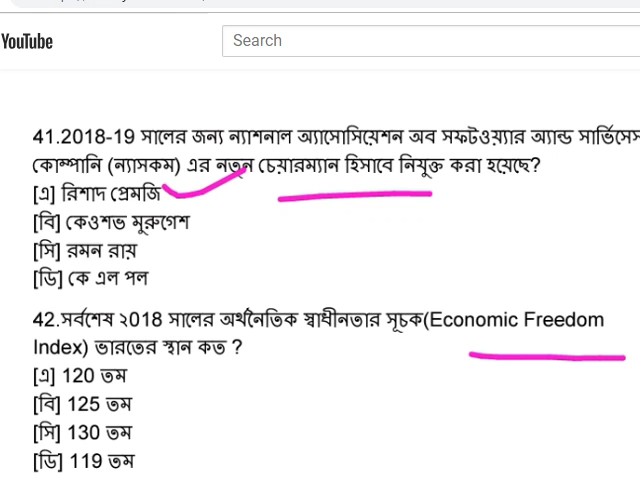 YouTube
Search
41.2018-19 সালের জন্য ন্যাশনাল অ্যাসোসিয়েশন অব সফটওয়্যার অ্যান্ড সার্ভিসেস
কোম্পানি (ন্যাসকম) এর নতুন চেয়ারম্যান হিসাবে নিযুক্ত করা হয়েছে?
[এ] রিশাদ প্রেমজি
[বি] কেওশভ মুরুগেশ
[সি] রমন রায়
[ডি] কে এল পল
42.সর্বশেষ ২018 সালের অর্থনৈতিক স্বাধীনতার সূচক(Economic Freedom
Index) ভারতের স্থান কত ?
[এ] 120 তম
[বি] 125 তম
[সি] 130 তম
[ডি] 119 তম